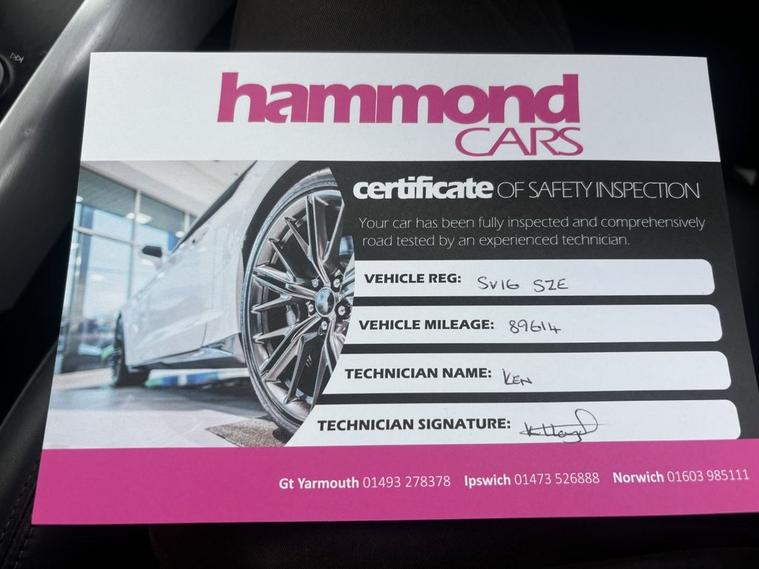 hammond
CARS
certificate OF SAFETY INSPECTION
Your car has been fully inspected and comprehensively
road tested by an experienced technician.
VEHICLE REG: SV16 SZE
VEHICLE MILEAGE: 89614
TECHNICIAN NAME: KEN
TECHNICIAN SIGNATURE:
Gt Yarmouth 01493 278378 Ipswich 01473 526888 Norwich 01603 985111